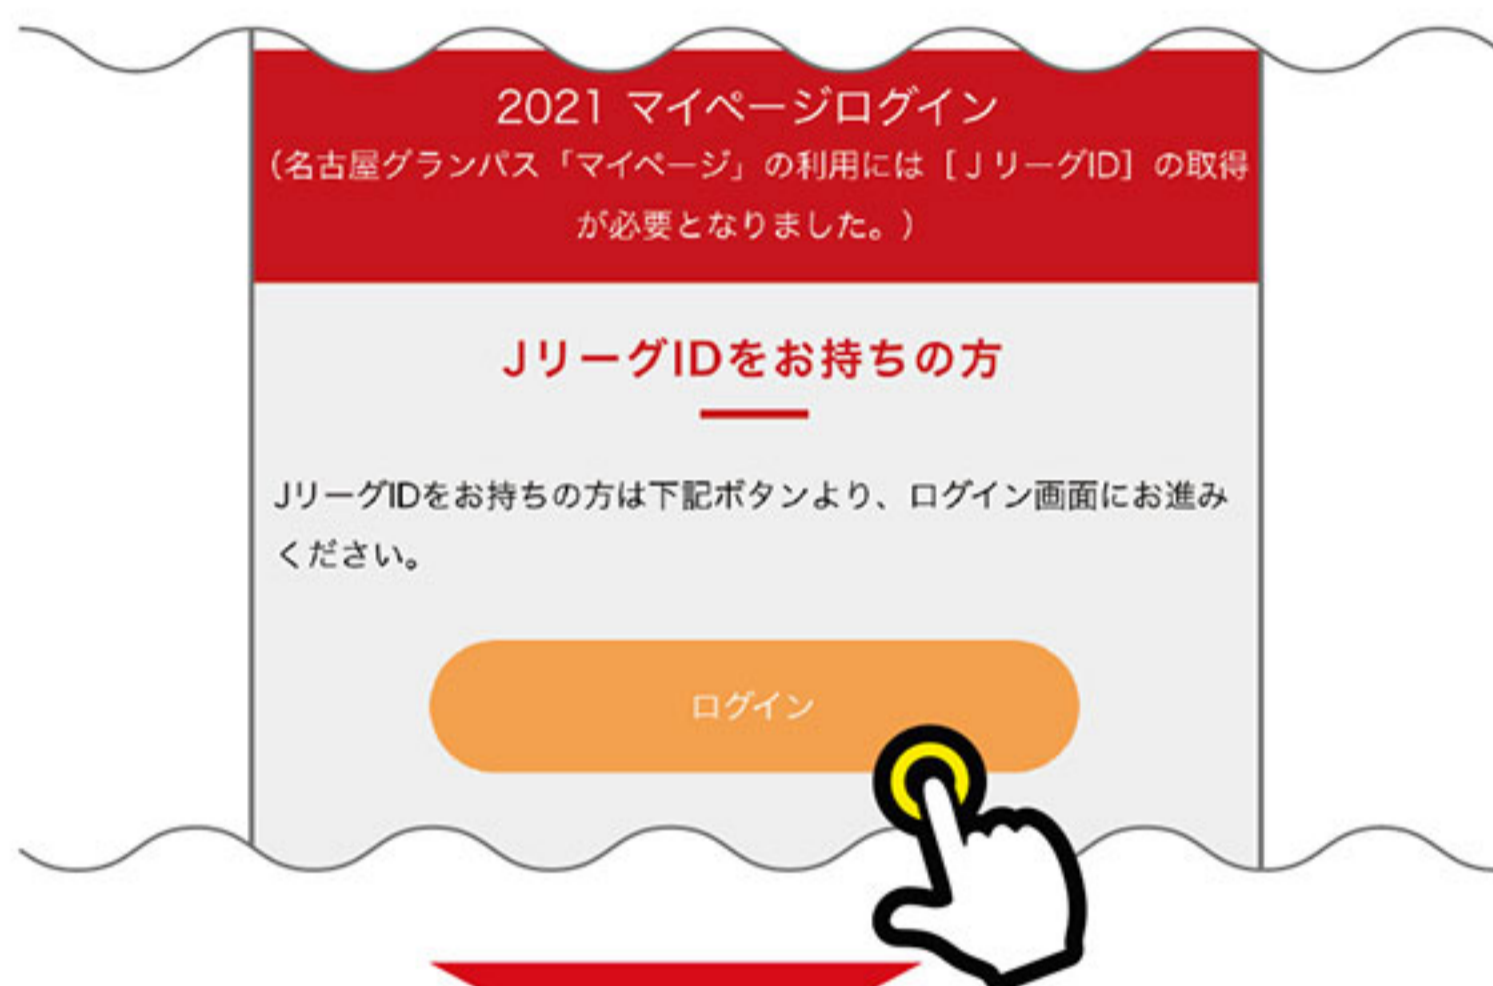 2021 マイページログイン
（名古屋グランパス「マイページ」の利用には［ＪリーグID］の取得
が必要となりました。）
JリーグIDをお持ちの方
JリーグIDをお持ちの方は下記ボタンより、ログイン画面にお進み
ください。
ログイン